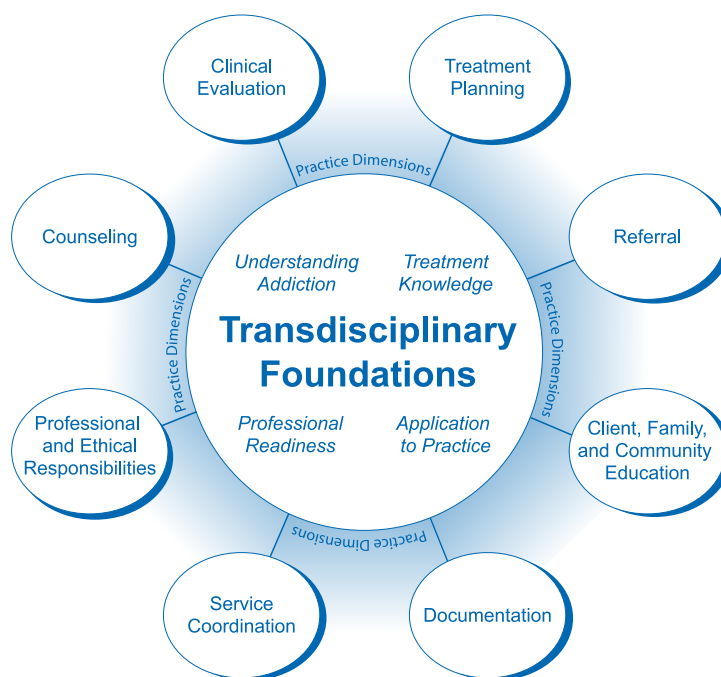 Clinical
Evaluation
Treatment
Planning
Practice Dimensions
Counseling
Referral
Understanding
Addiction
Treatment
Knowledge
Practice Dimensions
Transdisciplinary
Foundations
Practice Dimensions
Professional
Readiness
Application
to Practice
Professional
and Ethical
Responsibilities
Client, Family,
and Community
Education
Practice Dimensions
Service
Coordination
Documentation